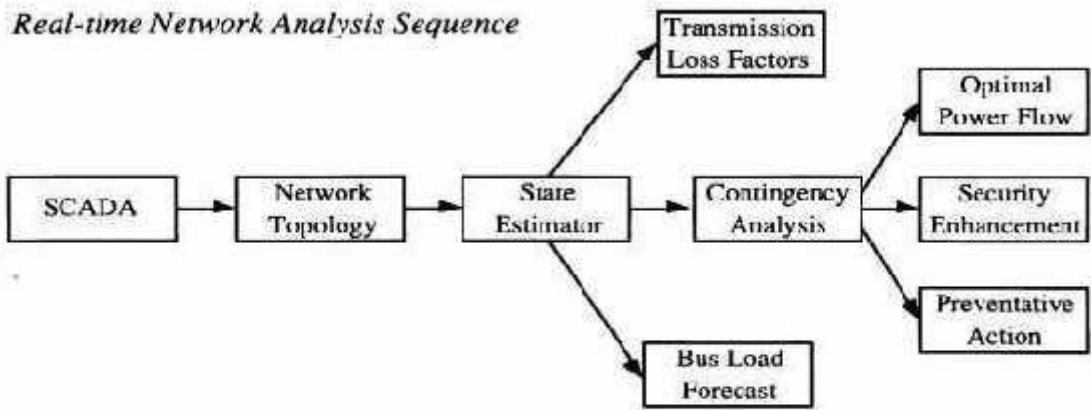 Real-time Network Analysis Sequence
Transmission
Loss Factors
Optimal
Power Flow
SCADA
Network
Topology
State
Estimator
Contingency
Analysis
Security
Enhancement
Preventative
Action
Bus Load
Forecast